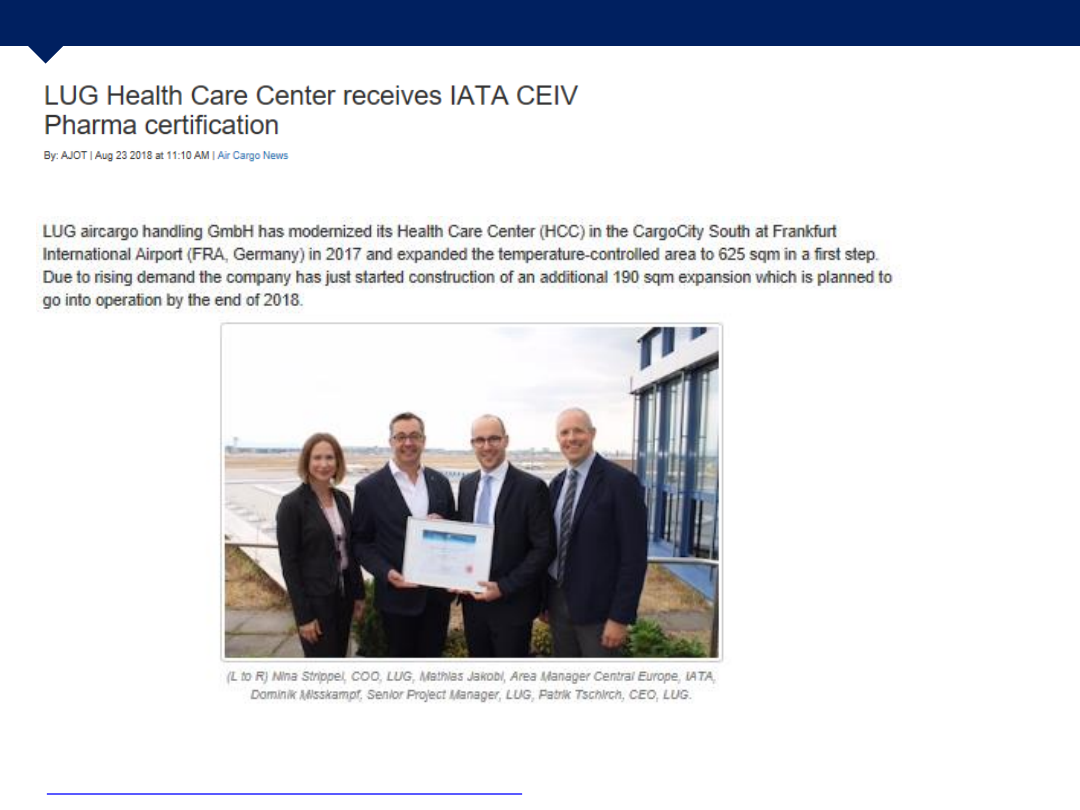 LUG Health Care Center receives IATA CEIV
Pharma certification
By: AJOT | Aug 23 2018 at 11:10 AM | Air Cargo News
LUG aircargo handling GmbH has modernized its Health Care Center (HCC) in the CargoCity South at Frankfurt
International Airport (FRA, Germany) in 2017 and expanded the temperature-controlled area to 625 sqm in a first step.
Due to rising demand the company has just started construction of an additional 190 sqm expansion which is planned to
go into operation by the end of 2018.
(L to R) Nina Strippel, COO, LUG, Mathias Jakobi, Area Manager Central Europe, IATA,
Dominik Misskampf, Senior Project Manager, LUG, Patrik Tschirch, CEO, LUG.